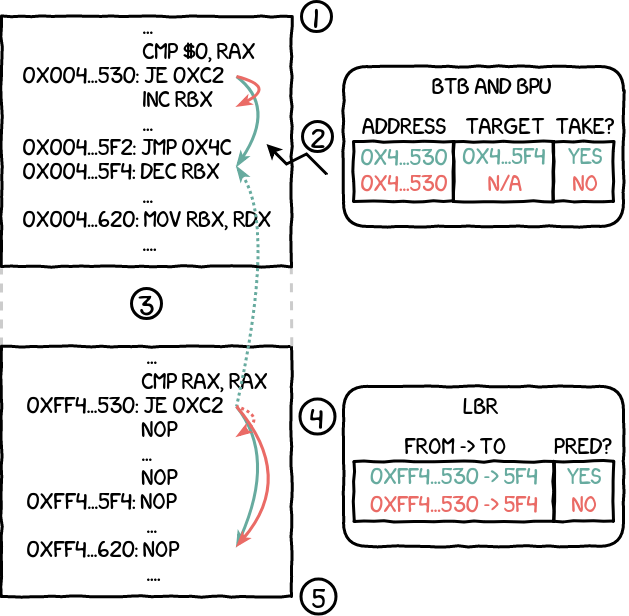 1
...
CMP $0, RAX
0X004...530: JE 0XC2
INC RBX
...
0X004...5F2: JMP 0X4C
0X004...5F4: DEC RBX
...
0X004...620: MOV RBX, RDX
....
2
BTB AND BPU
ADDRESS TARGET TAKE?
0X4...530 0X4...5F4 YES
0X4...530 N/A NO
3
...
CMP RAX, RAX
0XFF4...530: JE 0XC2
NOP
...
NOP
0XFF4...5F4: NOP
...
0XFF4...620: NOP
....
4
LBR
FROM -> TO PRED?
0XFF4...530 -> 5F4 YES
0XFF4...530 -> 5F4 NO
5